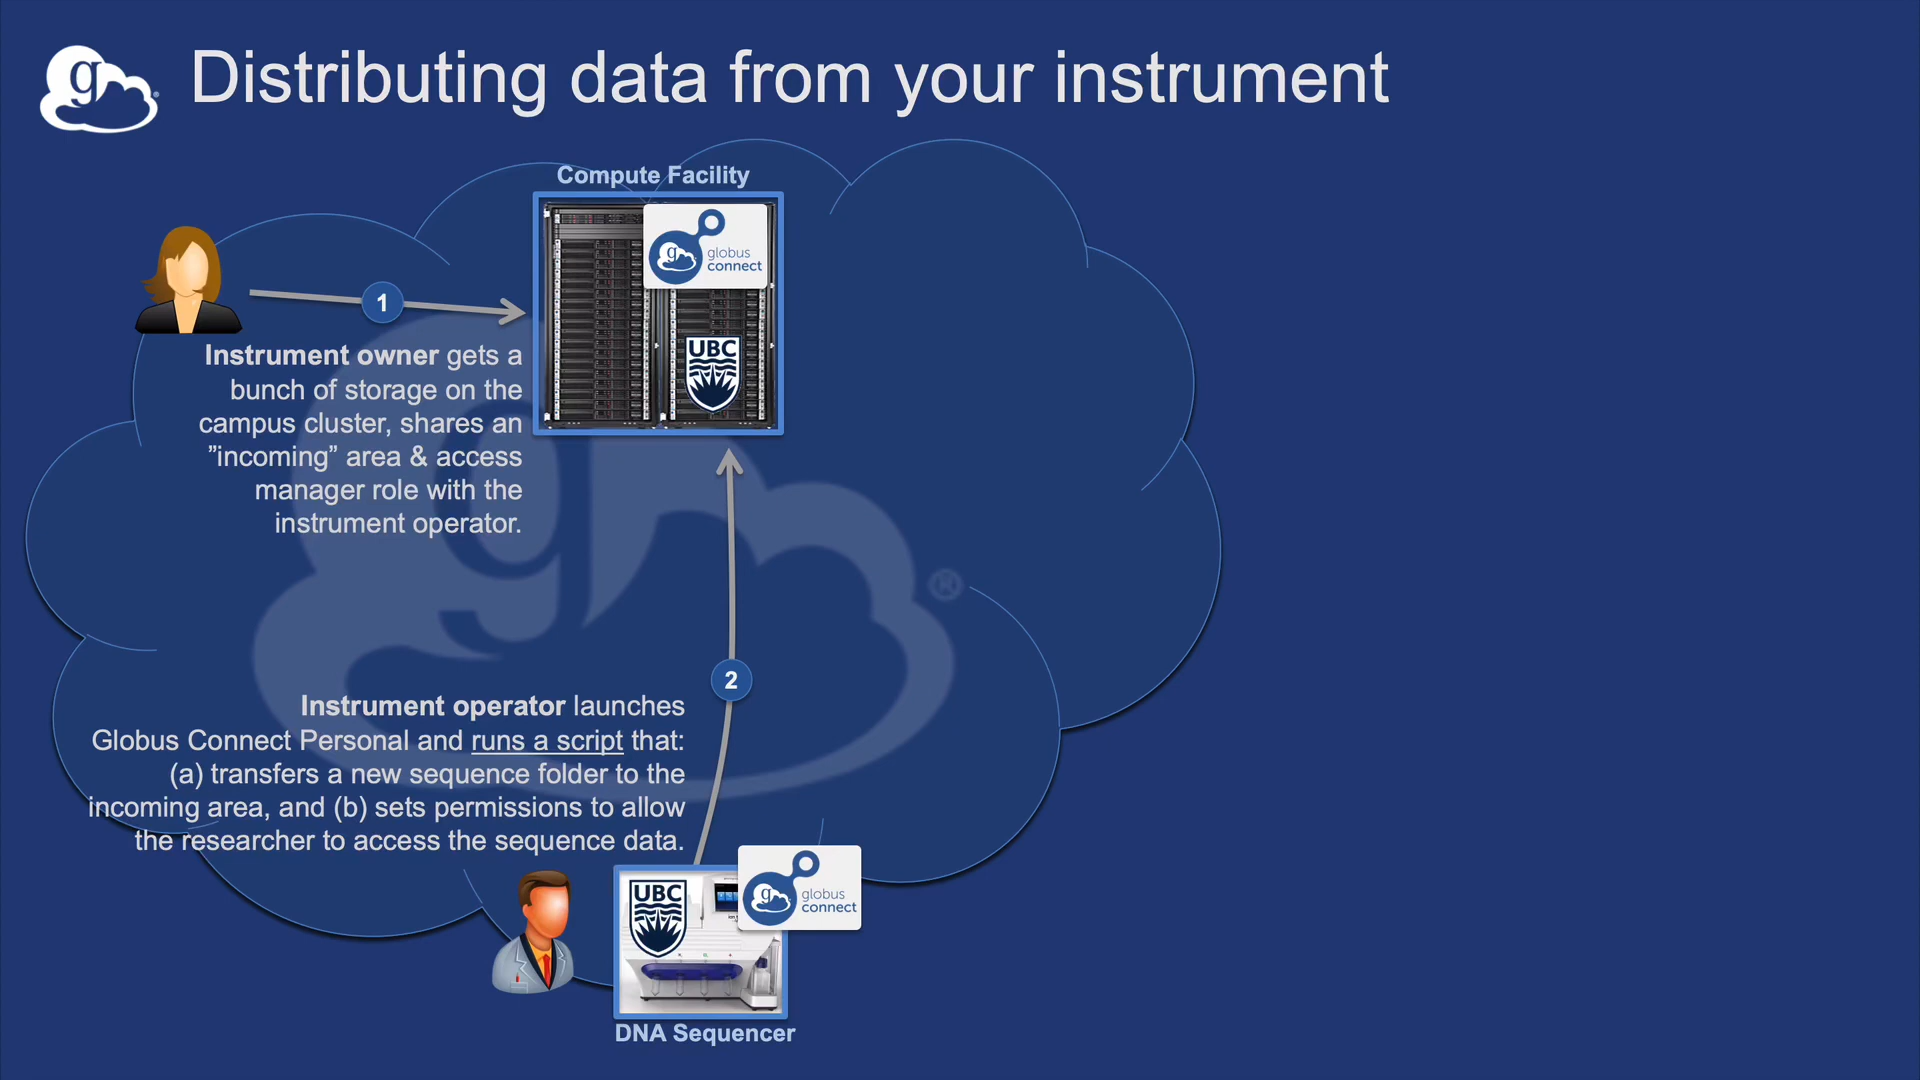 g
Distributing data from your instrument
Compute Facility
g globus
connect
1
UBC
Instrument owner gets a
bunch of storage on the
campus cluster, shares an
”incoming” area & access
manager role with the
instrument operator.
g
®
2
Instrument operator launches
Globus Connect Personal and runs a script that:
(a) transfers a new sequence folder to the
incoming area, and (b) sets permissions to allow
the researcher to access the sequence data.
UBC
g globus
connect
DNA Sequencer